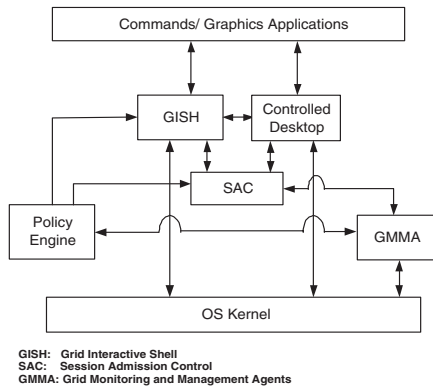 Commands/ Graphics Applications
GISH
Controlled
Desktop
SAC
Policy
Engine
GMMA
OS Kernel
GISH: Grid Interactive Shell
SAC: Session Admission Control
GMMA: Grid Monitoring and Management Agents